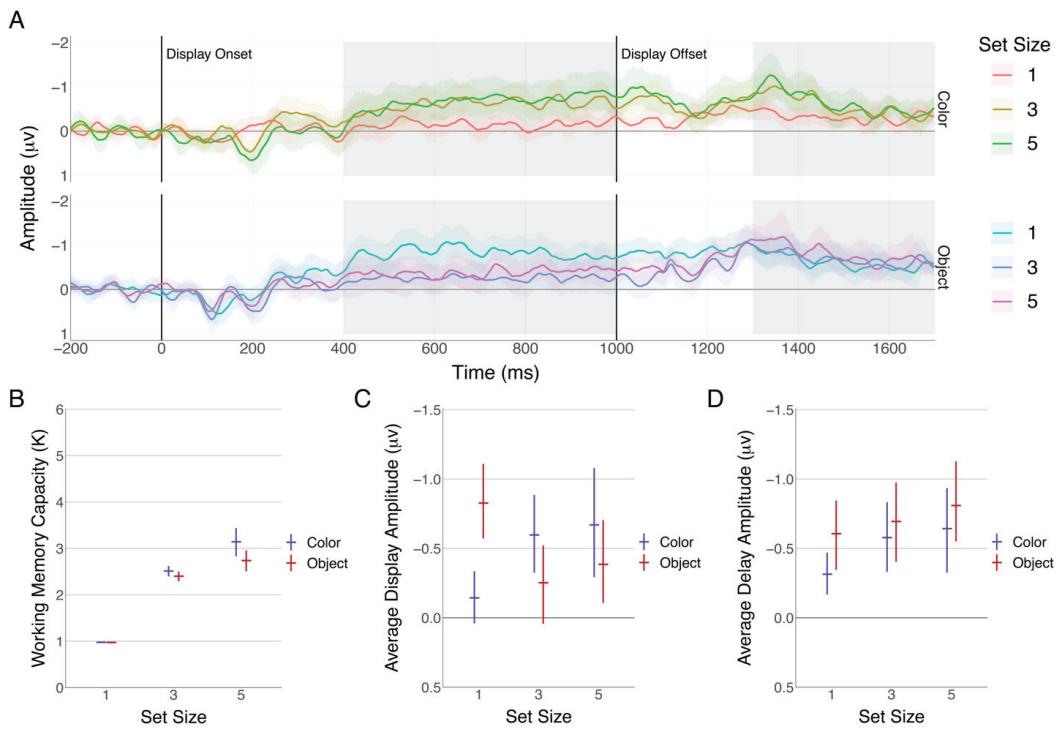 A
Display Onset
Display Offset
Set Size
1
3
5
Color
−2
−1
0
1
Amplitude (μv)
−2
−1
0
1
Object
1
3
5
−200
0
200
400
600
800
1000
1200
1400
1600
Time (ms)
B
6
5
4
3
2
1
0
Working Memory Capacity (K)
1
3
5
Set Size
Color
Object
C
−1.5
−1.0
−0.5
0.0
0.5
Average Display Amplitude (μv)
1
3
5
Set Size
Color
Object
D
−1.5
−1.0
−0.5
0.0
0.5
Average Delay Amplitude (μv)
1
3
5
Set Size
Color
Object